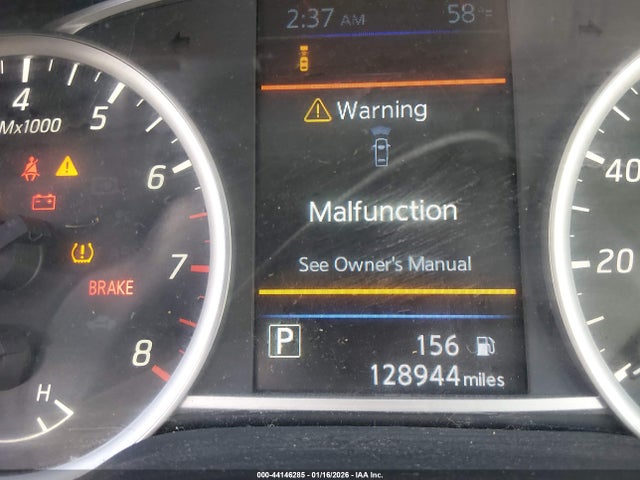 2:37 AM 58°F
Warning
Malfunction
See Owner's Manual
P
156
128944 miles
4
5
6
7
8
Mx1000
BRAKE
H
40
20
000-44146285 - 01/16/2026 - IAA Inc.